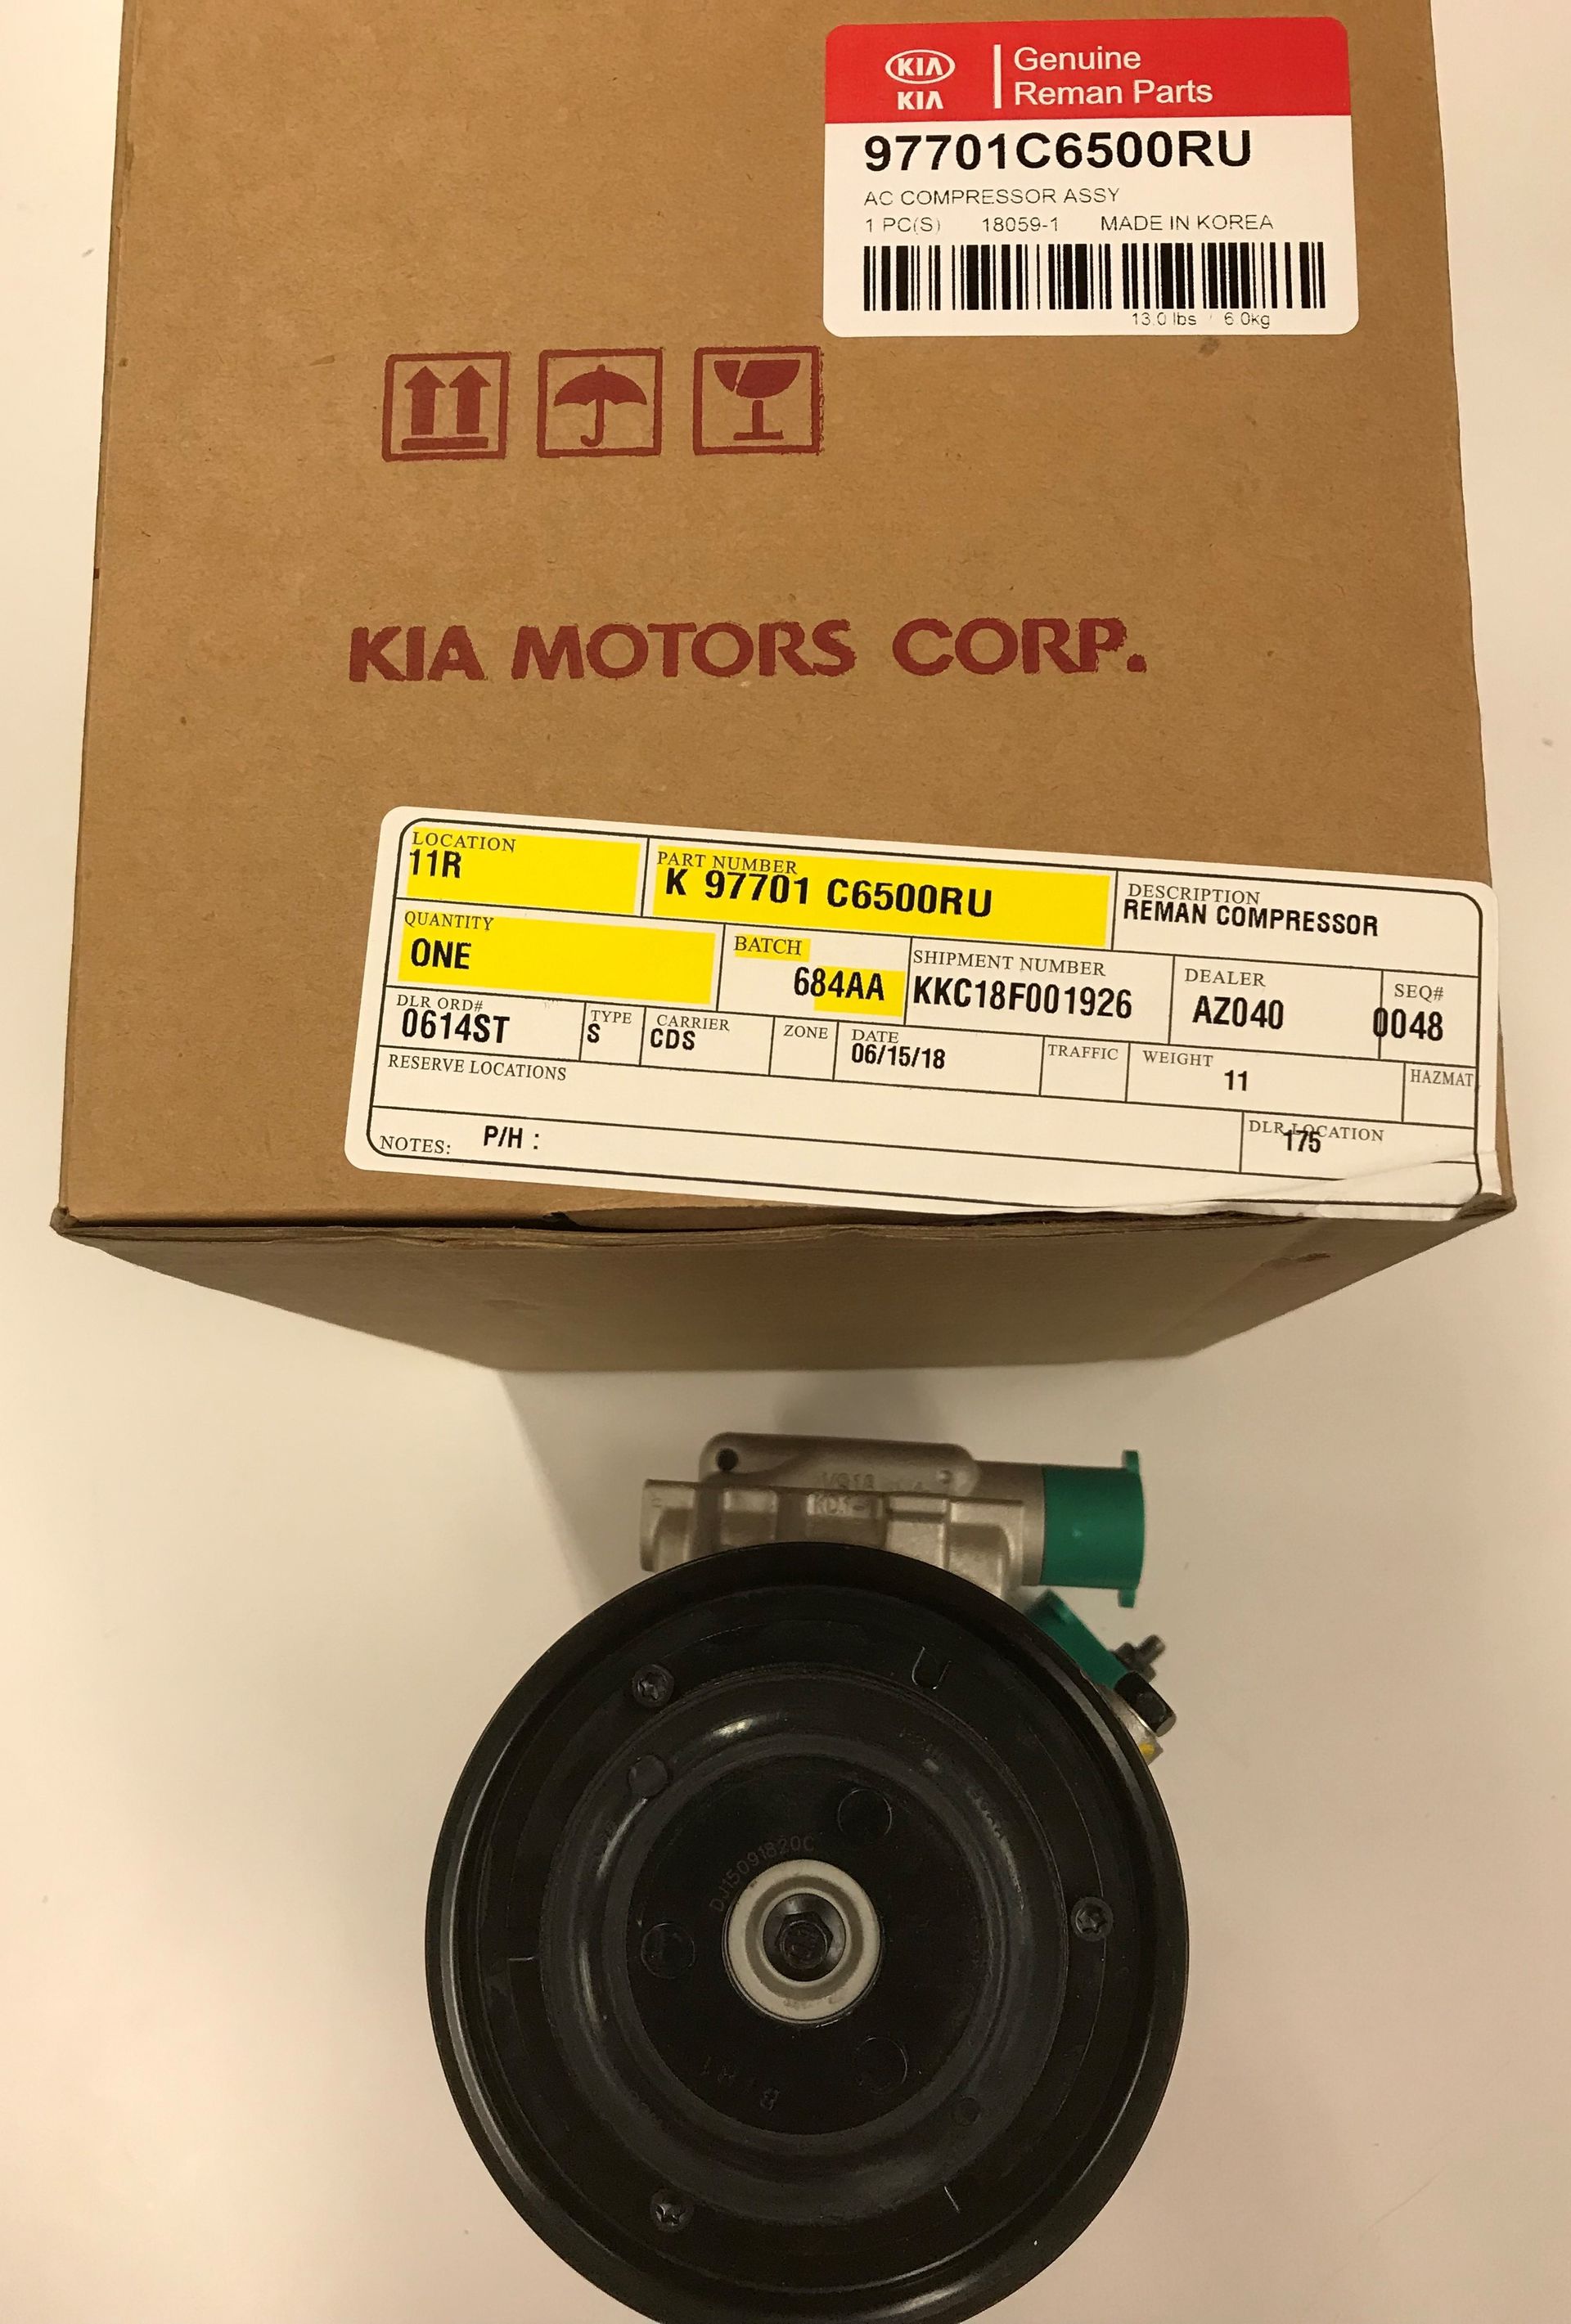 KIA
KIA
Genuine
Reman Parts
97701C6500RU
AC COMPRESSOR ASSY
1 PC(S) 18059-1 MADE IN KOREA
13.0 lbs / 6.0kg
KIA MOTORS CORP.
LOCATION
11R
PART NUMBER
K 97701 C6500RU
DESCRIPTION
REMAN COMPRESSOR
QUANTITY
ONE
BATCH
684AA
SHIPMENT NUMBER
KKC18F001926
DEALER
AZ040
SEQ#
0048
DLR ORD#
0614ST
TYPE
S
CARRIER
CDS
ZONE
DATE
06/15/18
TRAFFIC
WEIGHT
11
HAZMAT
RESERVE LOCATIONS
DLR LOCATION
175
NOTES: P/H :
DJ15091820C